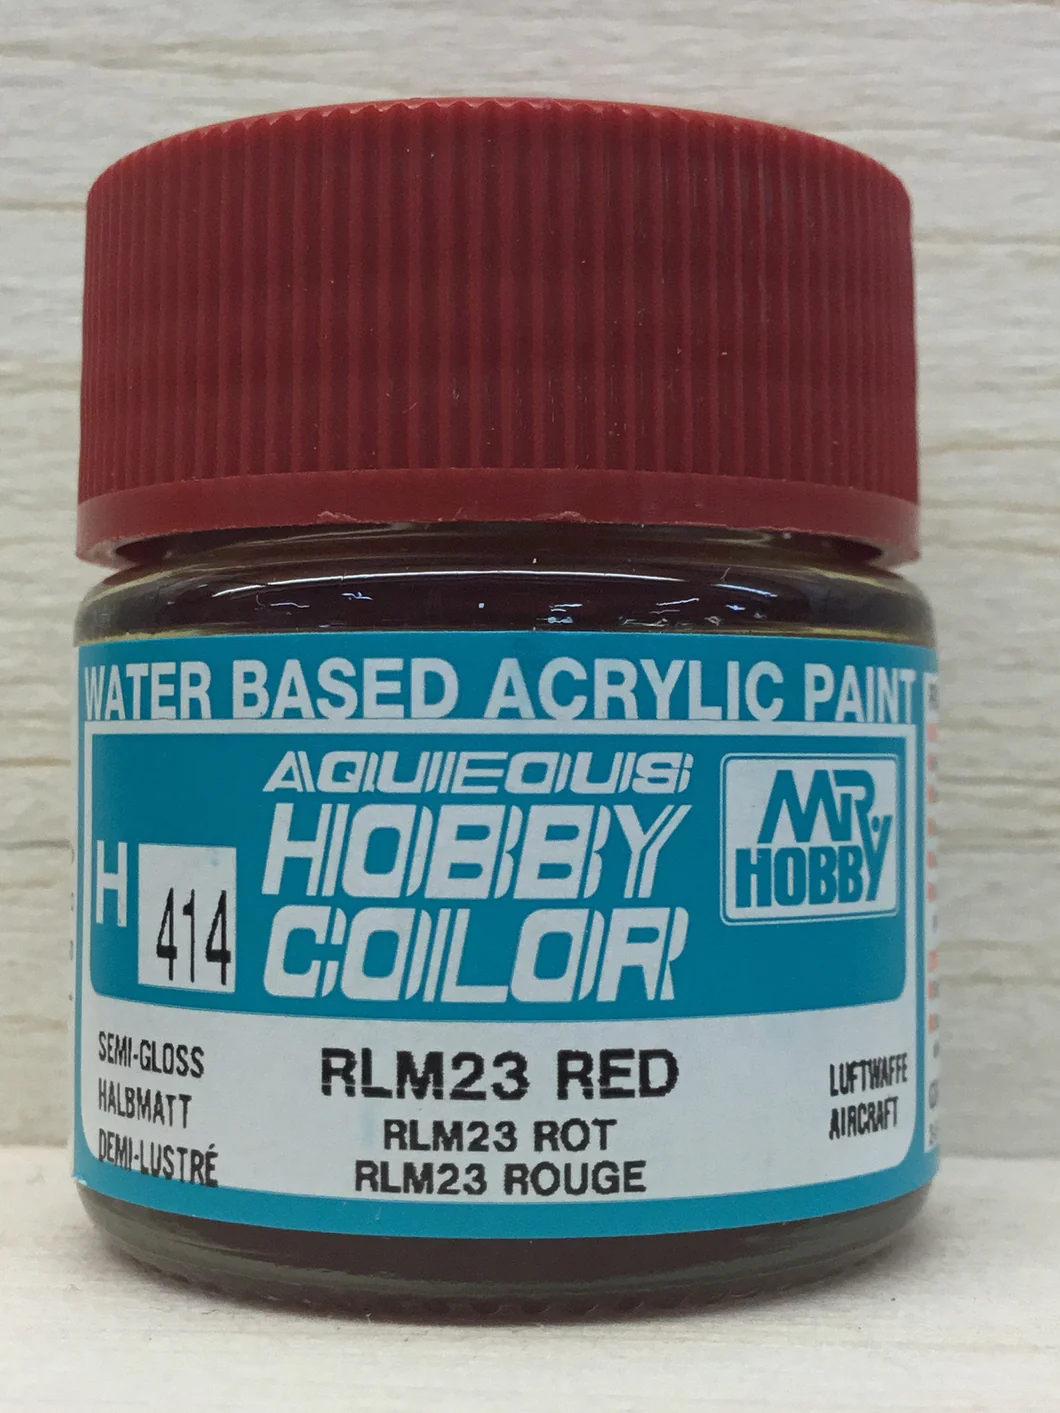 WATER BASED ACRYLIC PAINT
AQUEOUS
HOBBY
COLOR
H 414
MR.
HOBBY
SEMI-GLOSS
HALBMATT
DEMI-LUSTRÉ
RLM23 RED
RLM23 ROT
RLM23 ROUGE
LUFTWAFFE
AIRCRAFT